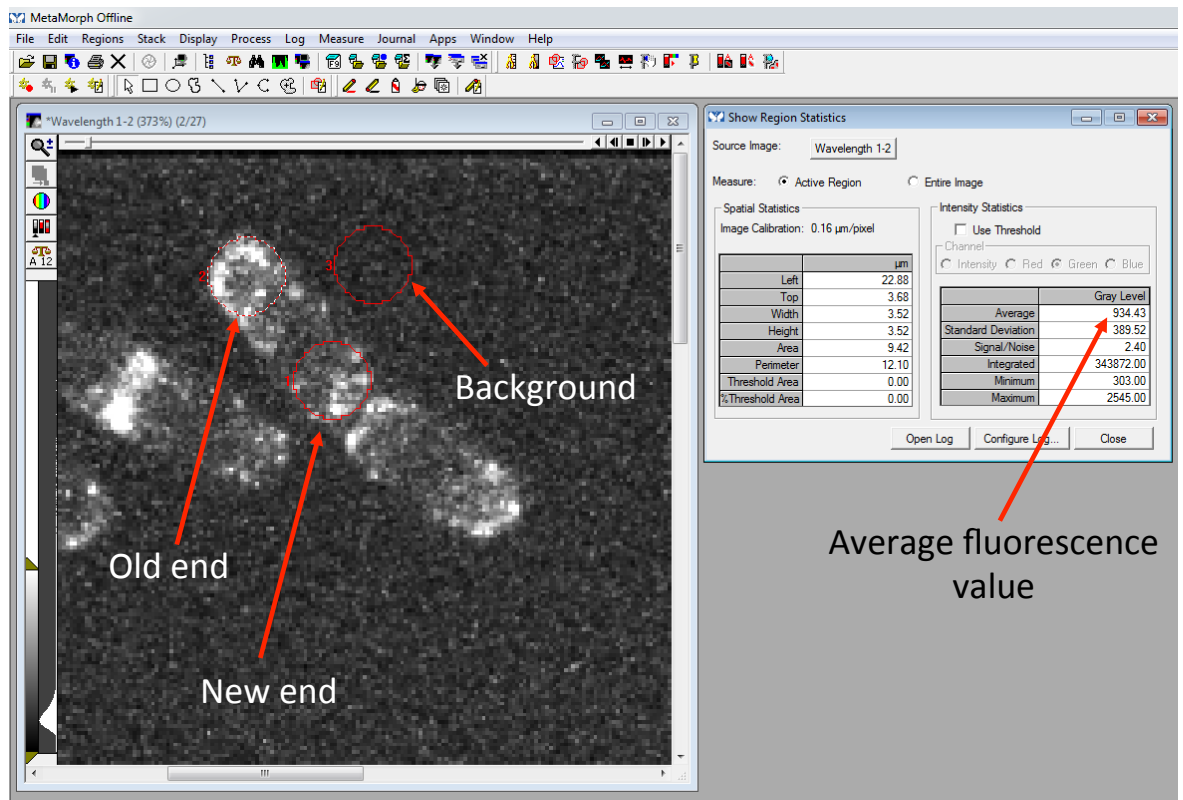 MetaMorph Offline
File Edit Regions Stack Display Process Log Measure Journal Apps Window Help
*Wavelength 1-2 (373%) (2/27)
A 12
2
3
Old end
New end
Background
Show Region Statistics
Source Image: Wavelength 1-2
Measure: Active Region Entire Image
Spatial Statistics
Image Calibration: 0.16 µm/pixel
µm
Left 22.88
Top 3.68
Width 3.52
Height 3.52
Area 9.42
Perimeter 12.10
Threshold Area 0.00
%Threshold Area 0.00
Intensity Statistics
Use Threshold
Channel
Intensity Red Green Blue
Gray Level
Average 934.43
Standard Deviation 389.52
Signal/Noise 2.40
Integrated 343872.00
Minimum 303.00
Maximum 2545.00
Open Log Configure Log... Close
Average fluorescence
value